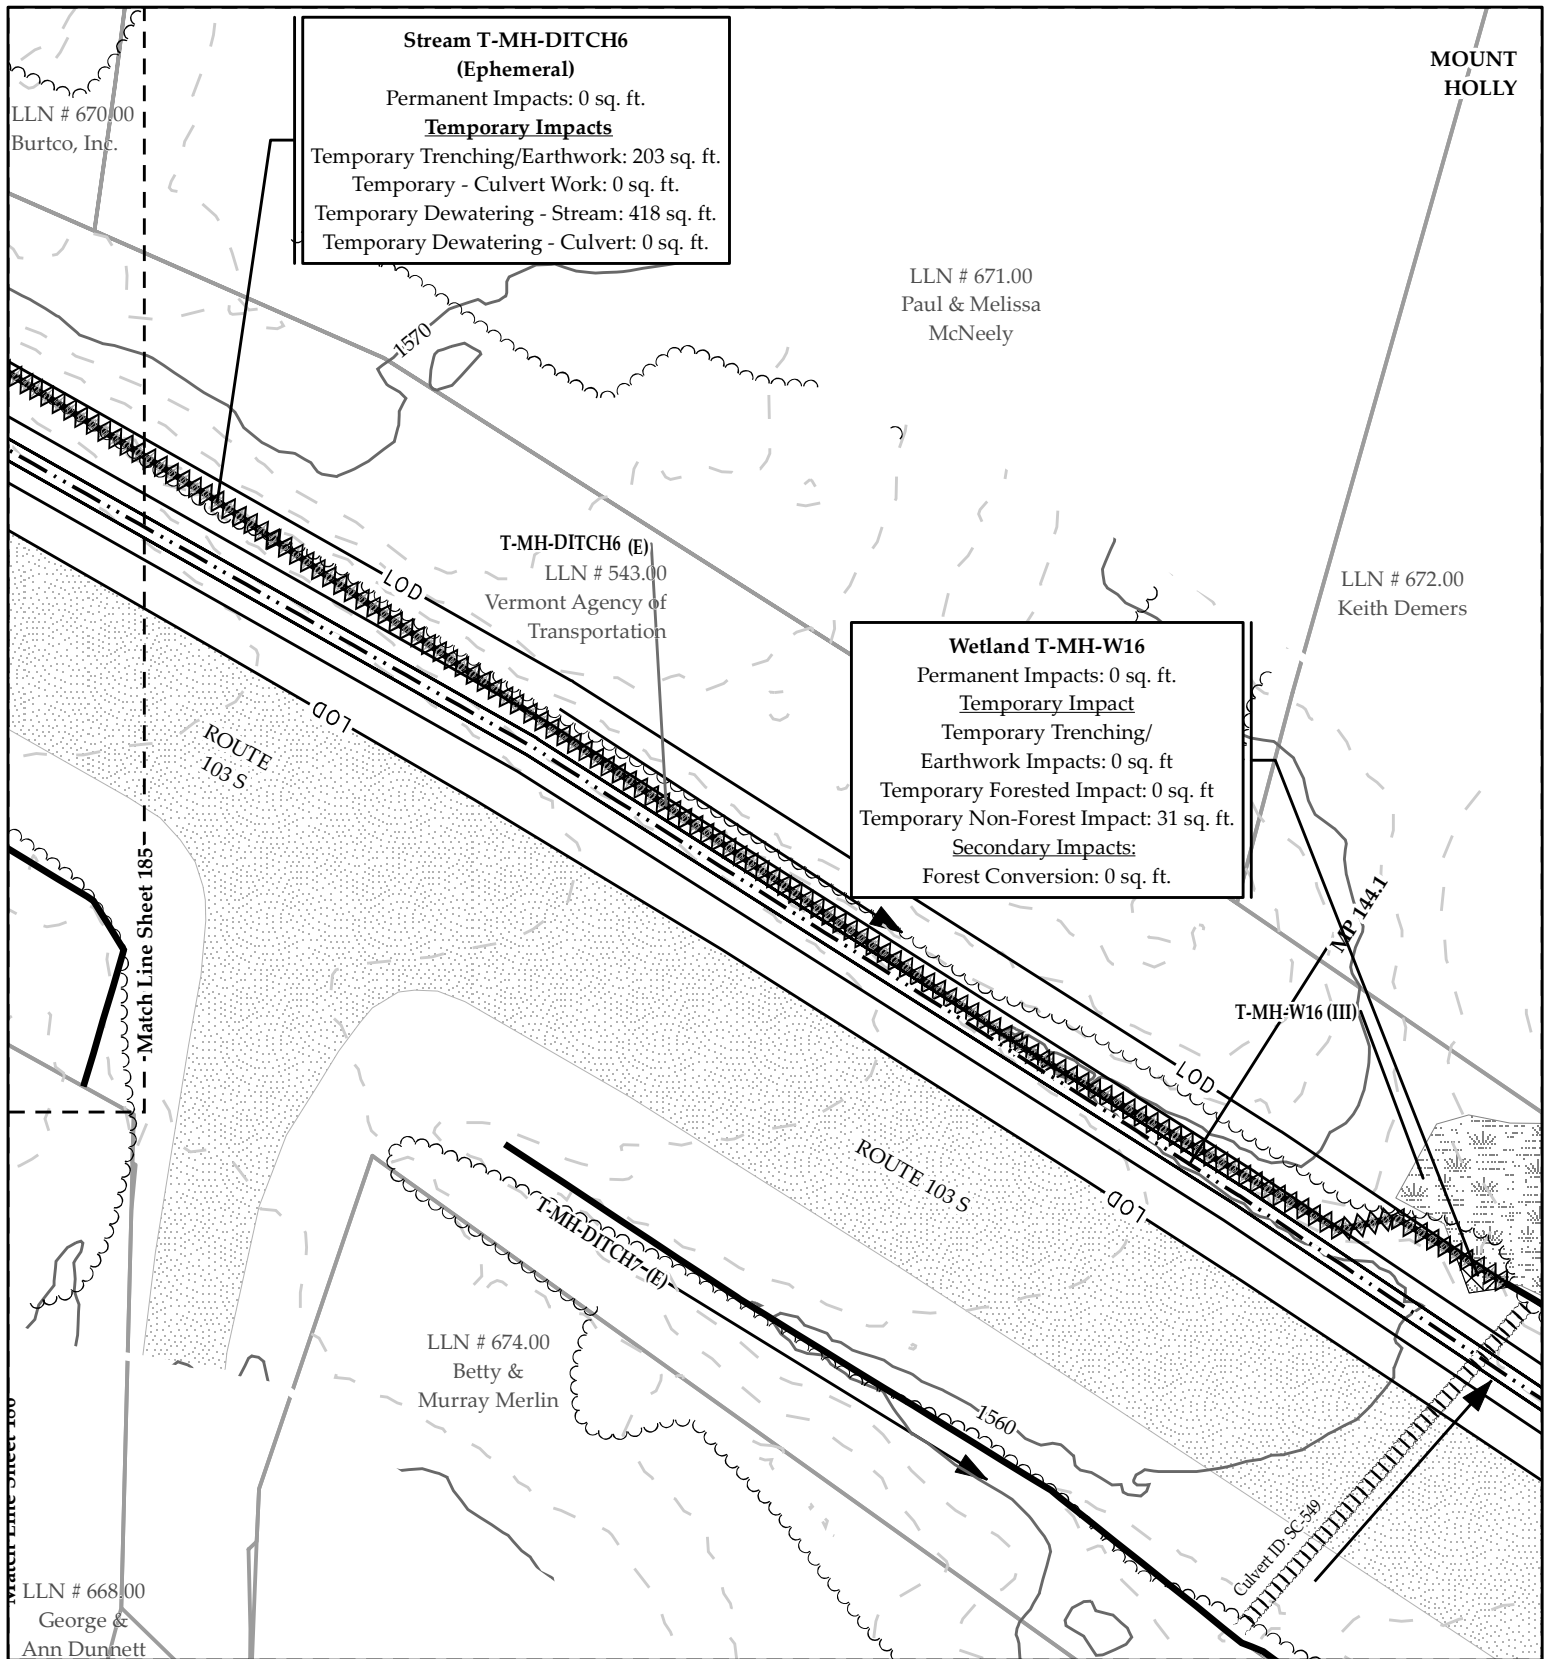 Stream T-MH-DITCH6
(Ephemeral)
Permanent Impacts: 0 sq. ft.
Temporary Impacts
Temporary Trenching/Earthwork: 203 sq. ft.
Temporary - Culvert Work: 0 sq. ft.
Temporary Dewatering - Stream: 418 sq. ft.
Temporary Dewatering - Culvert: 0 sq. ft.
MOUNT
HOLLY
LLN # 670.00
Burtco, Inc.
LLN # 671.00
Paul & Melissa
McNeely
1570
T-MH-DITCH6 (E)
LLN # 543.00
Vermont Agency of
Transportation
LOD
LLN # 672.00
Keith Demers
Wetland T-MH-W16
Permanent Impacts: 0 sq. ft.
Temporary Impact
Temporary Trenching/
Earthwork Impacts: 0 sq. ft
Temporary Forested Impact: 0 sq. ft
Temporary Non-Forest Impact: 31 sq. ft.
Secondary Impacts:
Forest Conversion: 0 sq. ft.
LOD
ROUTE
103 S
Match Line Sheet 185
MP 144.1
T-MH-W16 (III)
LOD
ROUTE 103 S
LOD
T-MH-DITCH7-(E)
LLN # 674.00
Betty &
Murray Merlin
1560
Culvert ID: SC-549
Match Line Sheet 186
LLN # 668.00
George &
Ann Dunnett